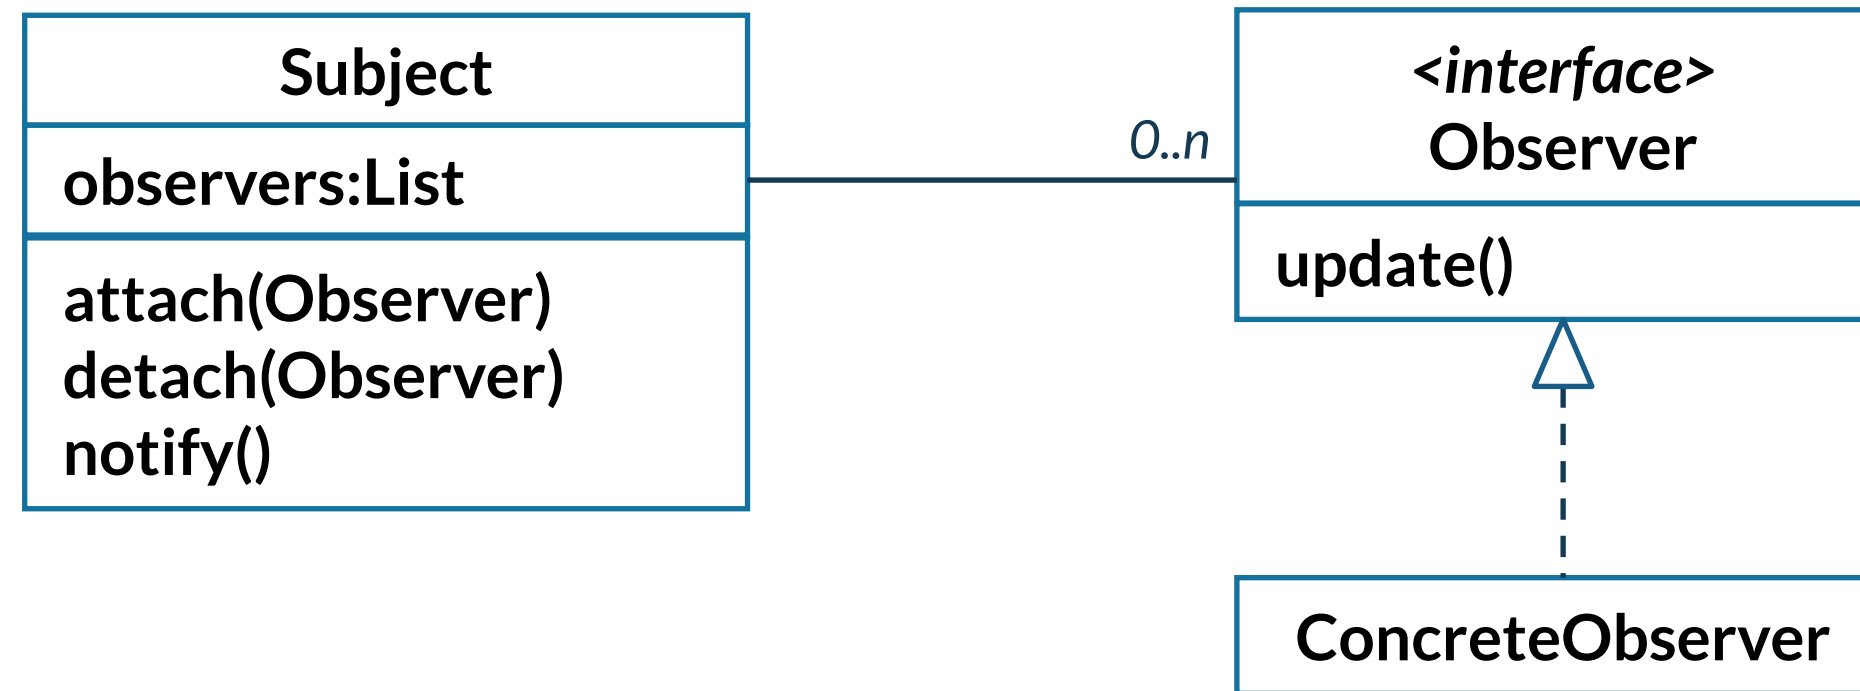 Subject
observers:List
attach(Observer)
detach(Observer)
notify()
0..n
<interface>
Observer
update()
ConcreteObserver